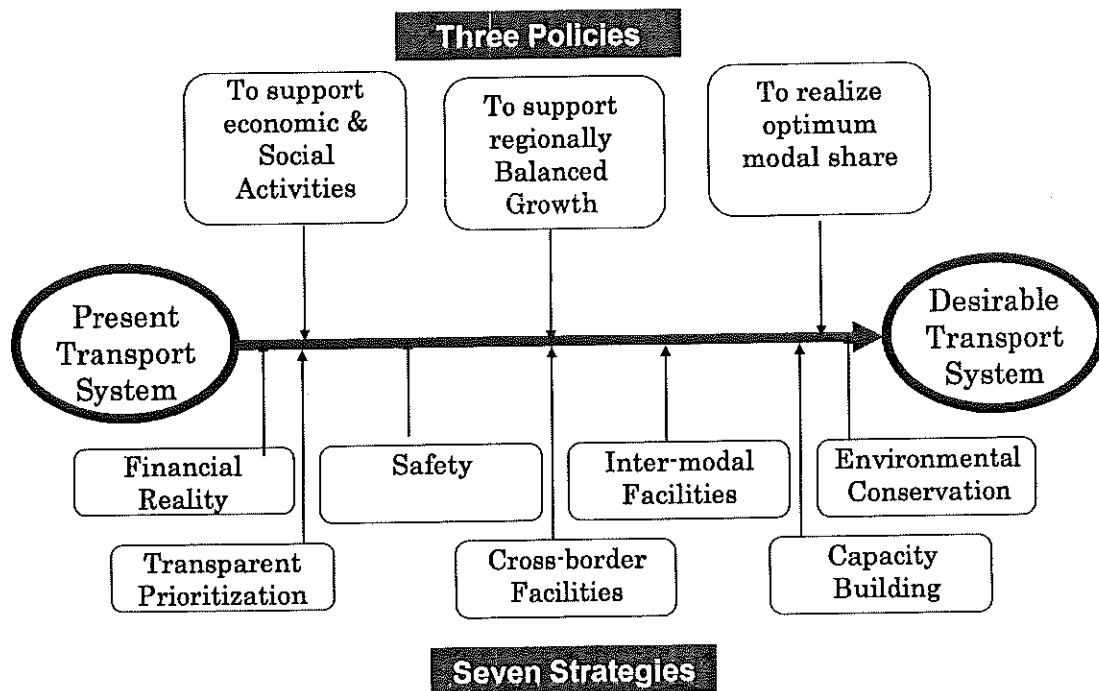 Three Policies
To support
economic &
Social
Activities
To support
regionally
Balanced
Growth
To realize
optimum
modal share
Present
Transport
System
Desirable
Transport
System
Financial
Reality
Safety
Inter-modal
Facilities
Environmental
Conservation
Transparent
Prioritization
Cross-border
Facilities
Capacity
Building
Seven Strategies